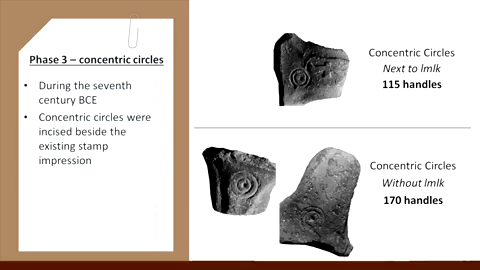 Phase 3 – concentric circles
• During the seventh
century BCE
• Concentric circles were
incised beside the
existing stamp
impression
Concentric Circles
Next to lmlk
115 handles
Concentric Circles
Without lmlk
170 handles